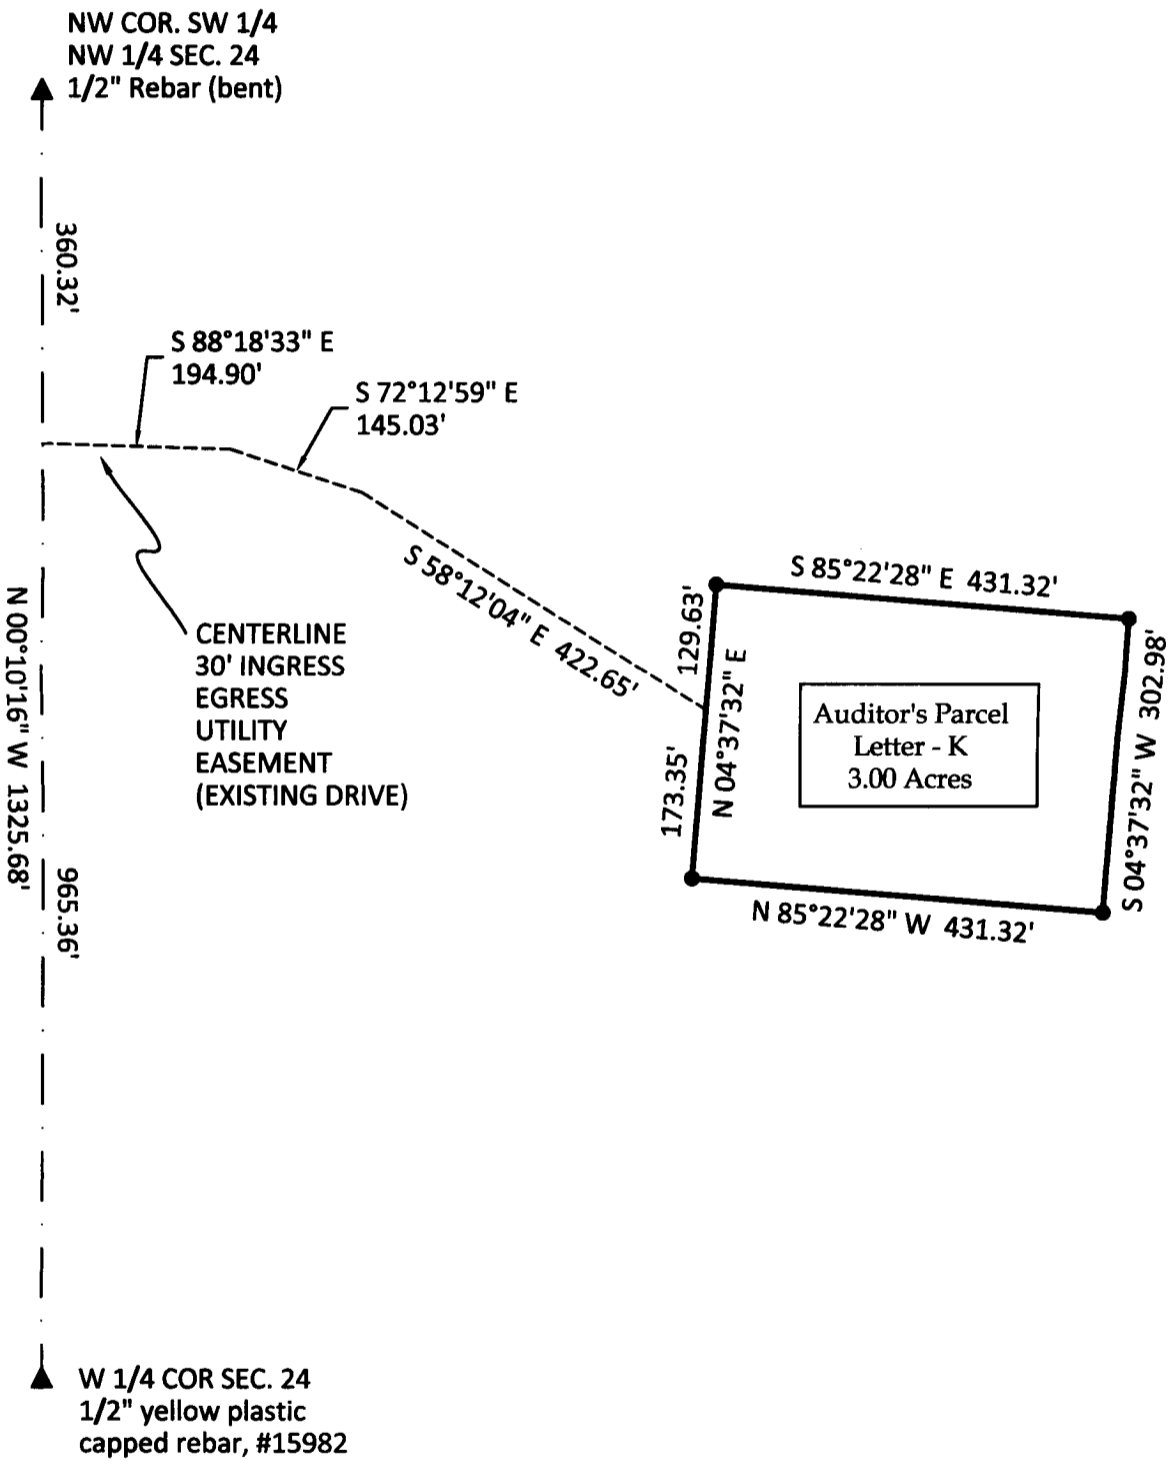 NW COR. SW 1/4
NW 1/4 SEC. 24
1/2" Rebar (bent)
360.32'
S 88°18'33" E
194.90'
S 72°12'59" E
145.03'
S 58°12'04" E 422.65'
CENTERLINE
30' INGRESS
EGRESS
UTILITY
EASEMENT
(EXISTING DRIVE)
N 00°10'16" W 1325.68'
965.36'
S 85°22'28" E 431.32'
129.63'
N 04°37'32" E
173.35'
Auditor's Parcel
Letter - K
3.00 Acres
S 04°37'32" W 302.98'
N 85°22'28" W 431.32'
W 1/4 COR SEC. 24
1/2" yellow plastic
capped rebar, #15982